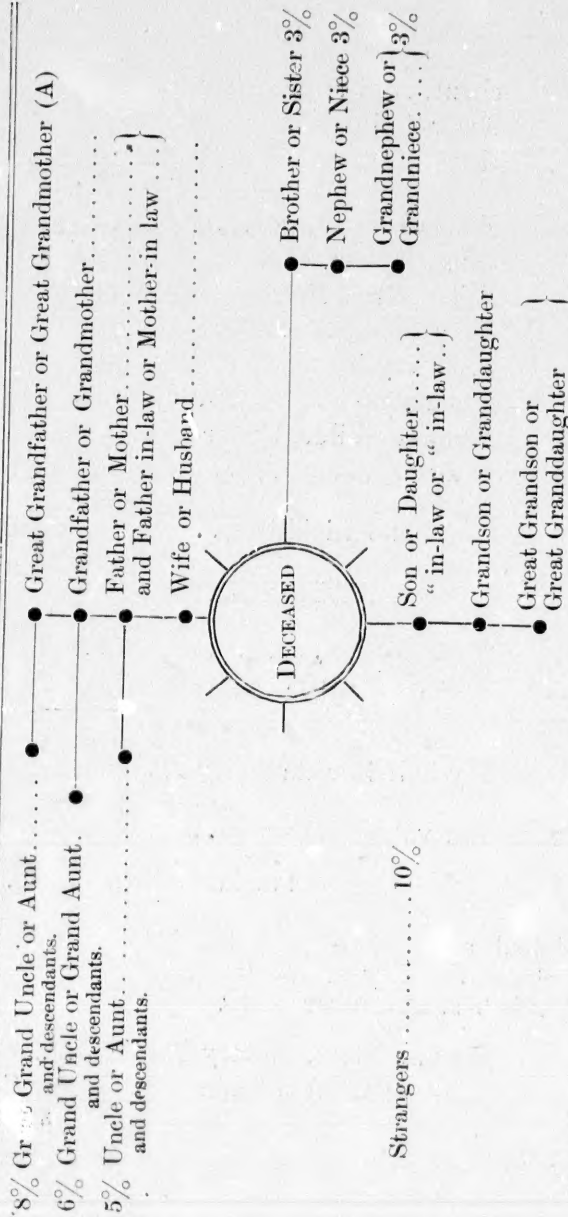 8% Grand Uncle or Aunt......
and descendants.
6% Grand Uncle or Grand Aunt.
and descendants.
5% Uncle or Aunt..............
and descendants.
Great Grandfather or Great Grandmother (A)
Grandfather or Grandmother............
Father or Mother....................}
and Father in-law or Mother-in law ...}
Wife or Husband..................
DECEASED
Brother or Sister 3%
Nephew or Niece 3%
Grandnephew or }
Grandniece..... } 3%
Son or Daughter...... }
“ in-law or “ in-law.. }
Grandson or Granddaughter
Great Grandson or }
Great Granddaughter }
Strangers ........... 10%